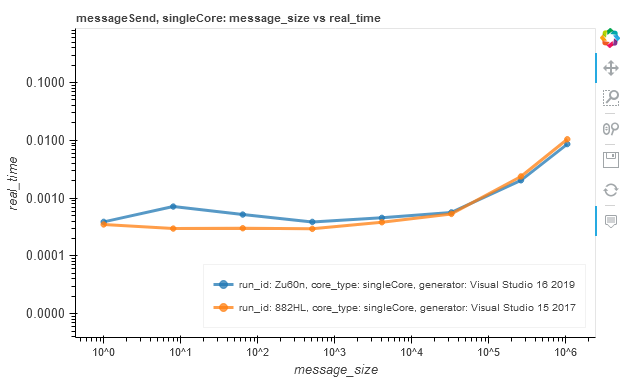 messageSend, singleCore: message_size vs real_time
0.1000
0.0100
0.0010
0.0001
0.0000
real_time
run_id: Zu60n, core_type: singleCore, generator: Visual Studio 16 2019
run_id: 882HL, core_type: singleCore, generator: Visual Studio 15 2017
10^0 10^1 10^2 10^3 10^4 10^5 10^6
message_size